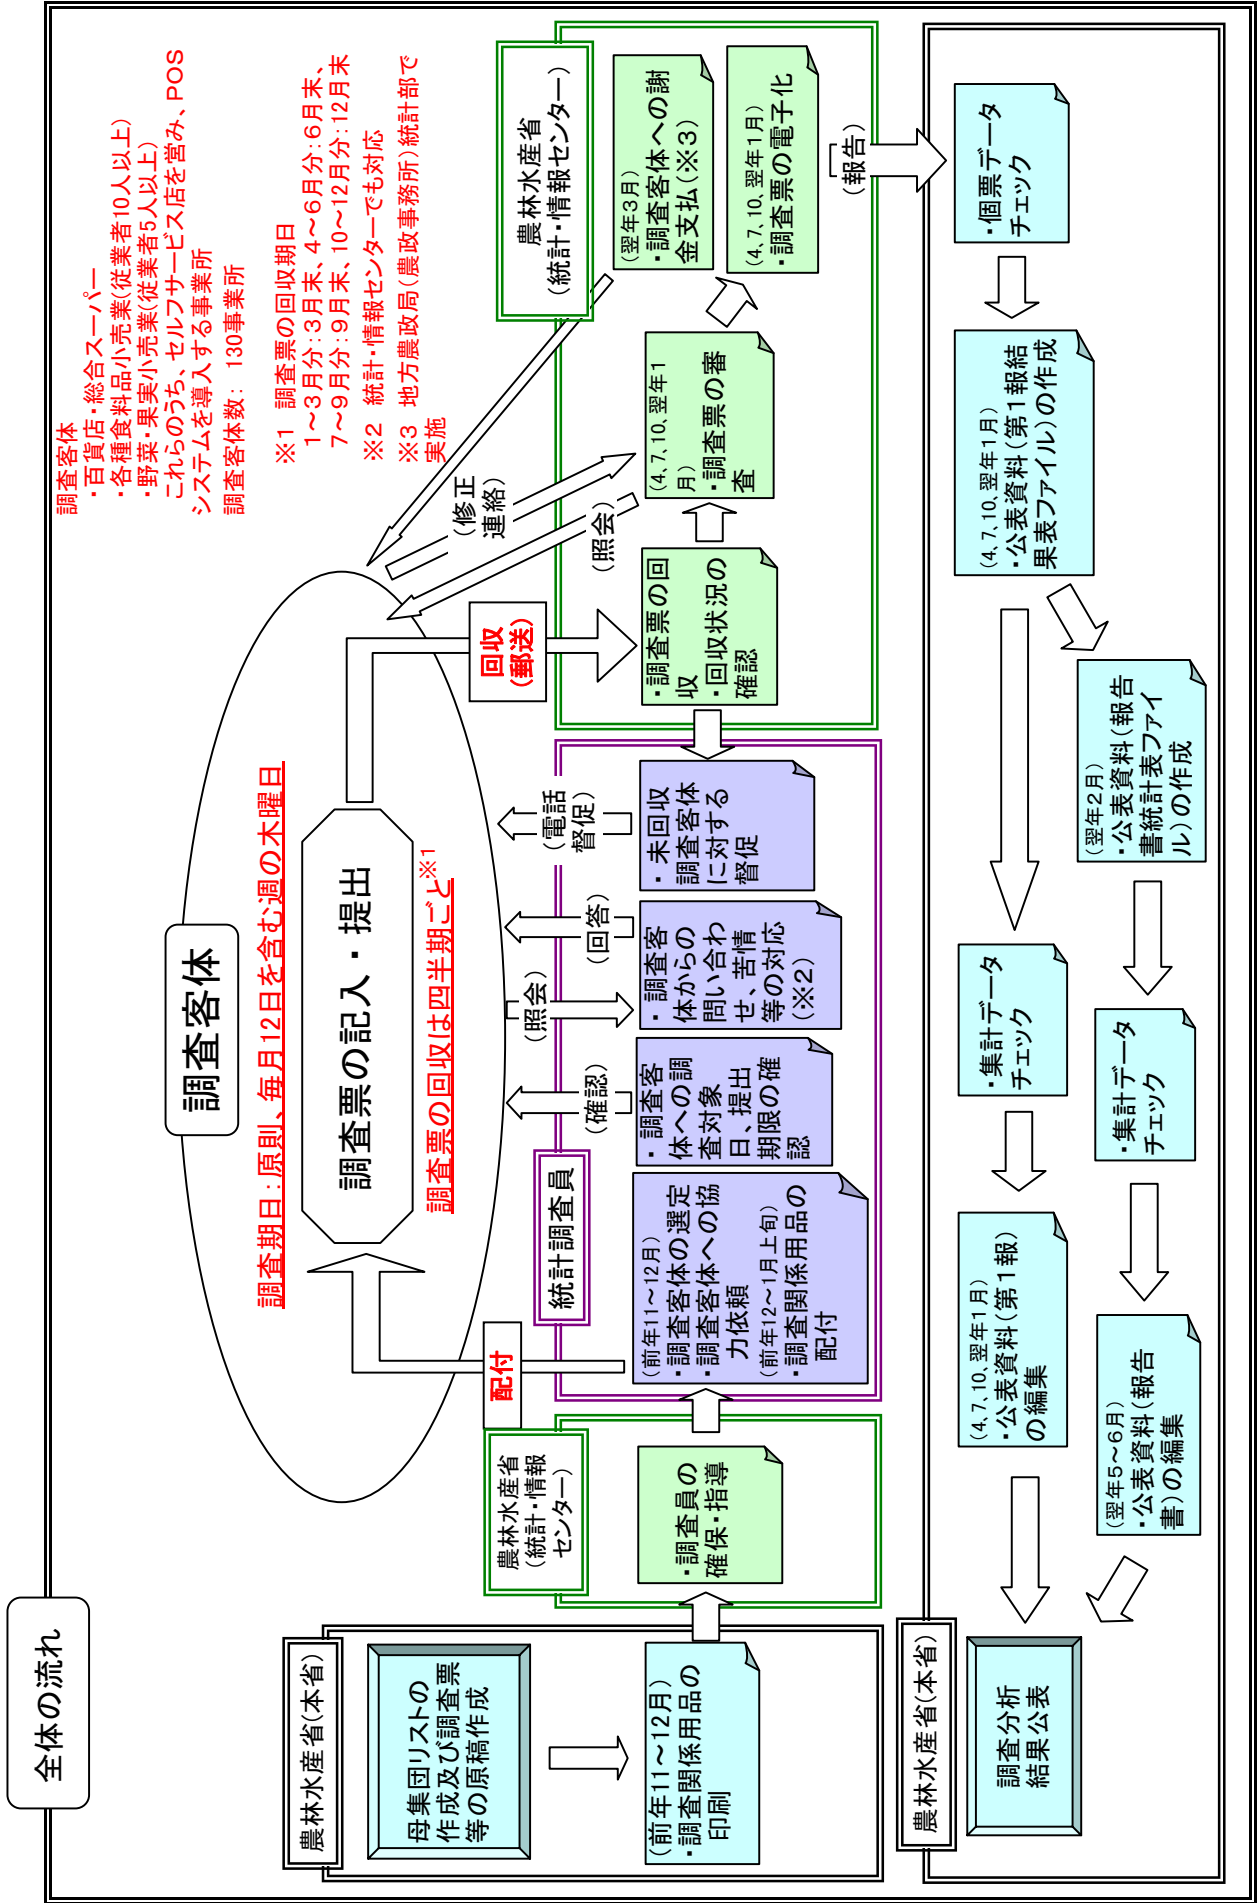 全体の流れ
調査客体
・百貨店・総合スーパー
・各種食料品小売業(従業者10人以上)
・野菜・果実小売業(従業者5人以上)
これらのうち、セルフサービス店を営み、POS
システムを導入する事業所
調査客体数：130事業所
※1　調査票の回収期日
1～3月分：3月末、4～6月分：6月末、
7～9月分：9月末、10～12月分：12月末
※2　統計・情報センターでも対応
※3　地方農政局(農政事務所)統計部で
実施
調査客体
調査期日：原則、毎月12日を含む週の木曜日
調査票の記入・提出
調査票の回収は四半期ごと※1
農林水産省(本省)
母集団リストの
作成及び調査票
等の原稿作成
(前年11～12月)
・調査関係用品の
印刷
農林水産省
(統計・情報
センター)
・調査員の
確保・指導
配付
統計調査員
(前年11～12月)
・調査客体の選定
・調査客体への協
力依頼
(前年12～1月上旬)
・調査関係用品の
配付
(確認)
・調査客
体への調
査対象
日、提出
期限の確
認
(照会)
(回答)
・調査客
体からの
問い合わ
せ、苦情
等の対応
(※2)
(電話
督促)
・未回収
調査客体
に対する
督促
回収
(郵送)
農林水産省
(統計・情報センター)
・調査票の回
収
・回収状況の
確認
(照会)
(修正
連絡)
(4、7、10、翌年1
月)
・調査票の審
査
(翌年3月)
・調査客体への謝
金支払(※3)
(4、7、10、翌年1月)
・調査票の電子化
(報告)
農林水産省(本省)
・個票データ
チェック
(4、7、10、翌年1月)
・公表資料(第1報結
果表ファイル)の作成
・集計データ
チェック
(4、7、10、翌年1月)
・公表資料(第1報)
の編集
(翌年2月)
・公表資料(報告
書統計表ファイ
ル)の作成
・集計データ
チェック
(翌年5～6月)
・公表資料(報告
書)の編集
調査分析
結果公表